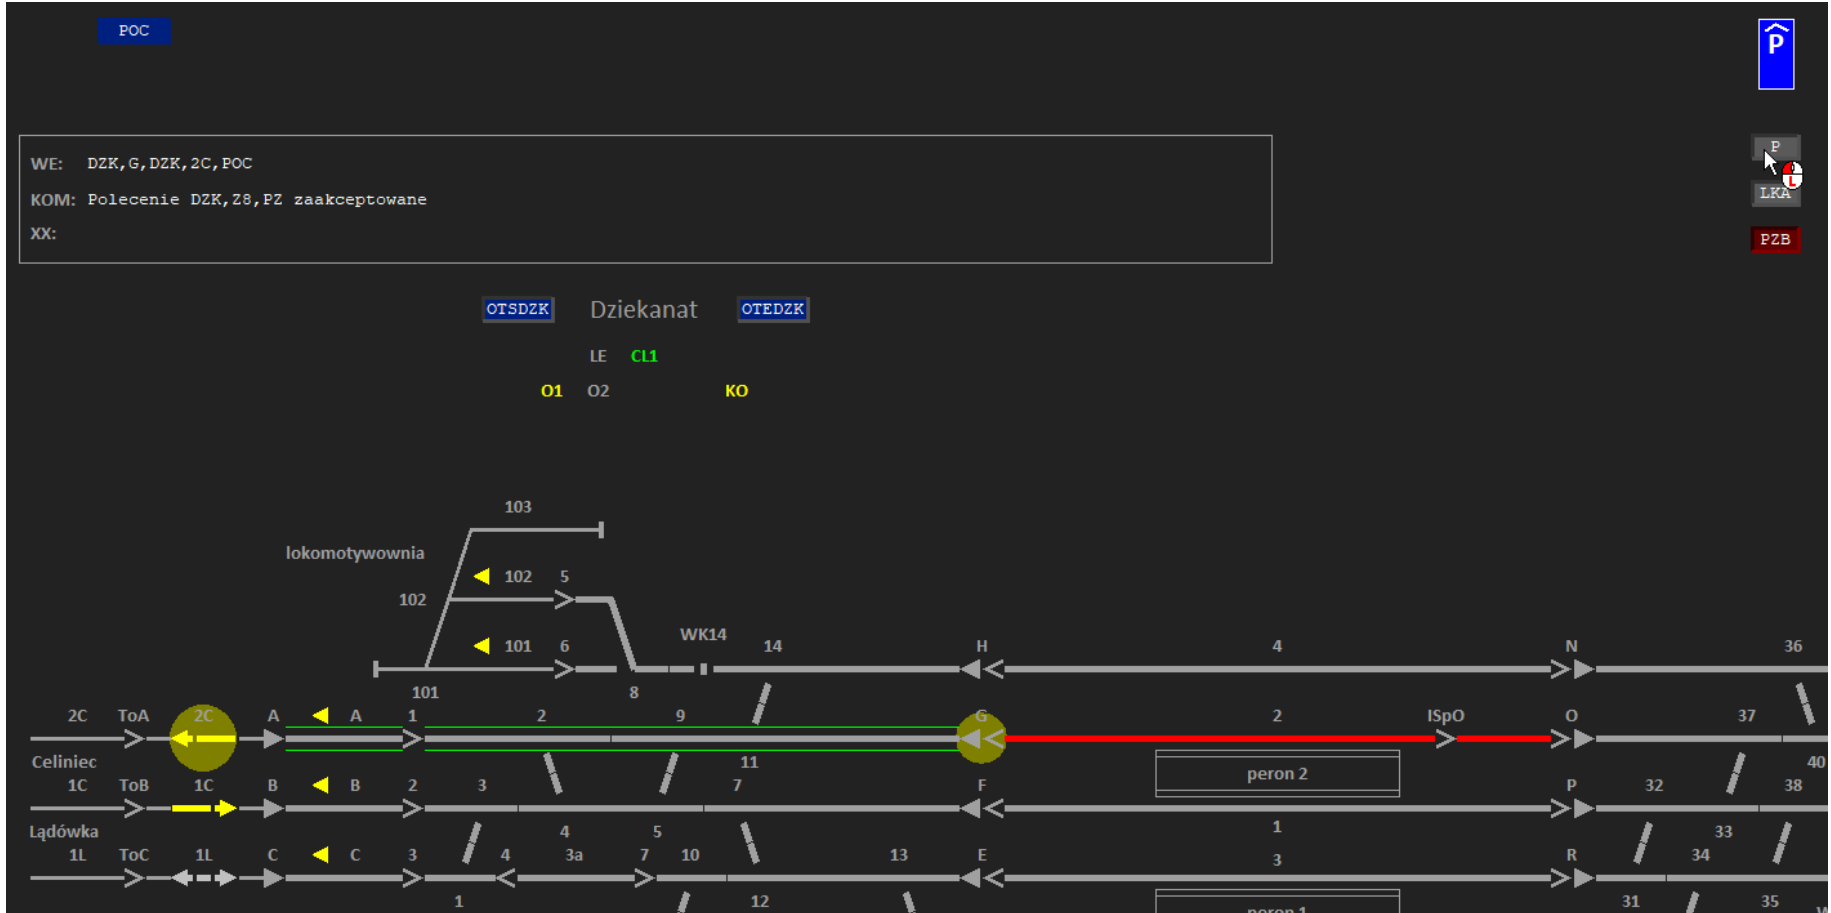 POC
P
WE: DZK,G,DZK,2C,POC
P
KOM: Polecenie DZK,Z8,PZ zaakceptowane
LKA
XX:
PZB
OTSDZK Dziekanat OTEDZK
LE CL1
O1 O2 KO
103
lokomotywownia
102 5
102
WK14
101 6 14 H 4 N 36
101 8
2C ToA 2C A A 1 2 9 G 2 ISpO O 37
Celiniec 11 peron 2 40
1C ToB 1C B B 2 3 7 F P 32 38
Lądówka 4 5 1 33
1L ToC 1L C C 3 4 3a 7 10 13 E 3 R 34
1 12 31 35